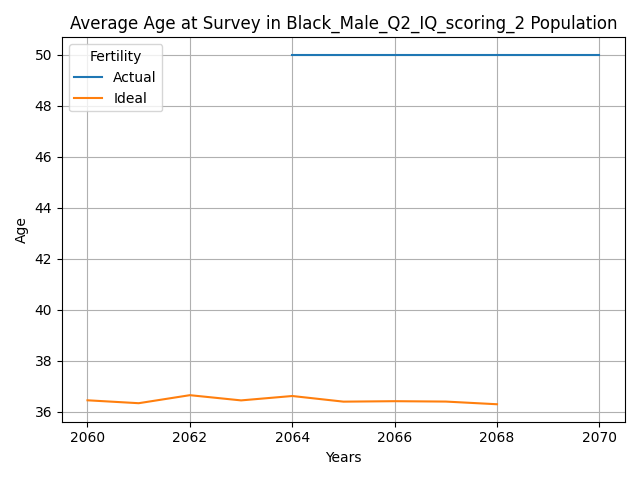 Average Age at Survey in Black_Male_Q2_IQ_scoring_2 Population
Fertility
Actual
Ideal
50
48
46
44
42
40
38
36
Age
2060
2062
2064
2066
2068
2070
Years